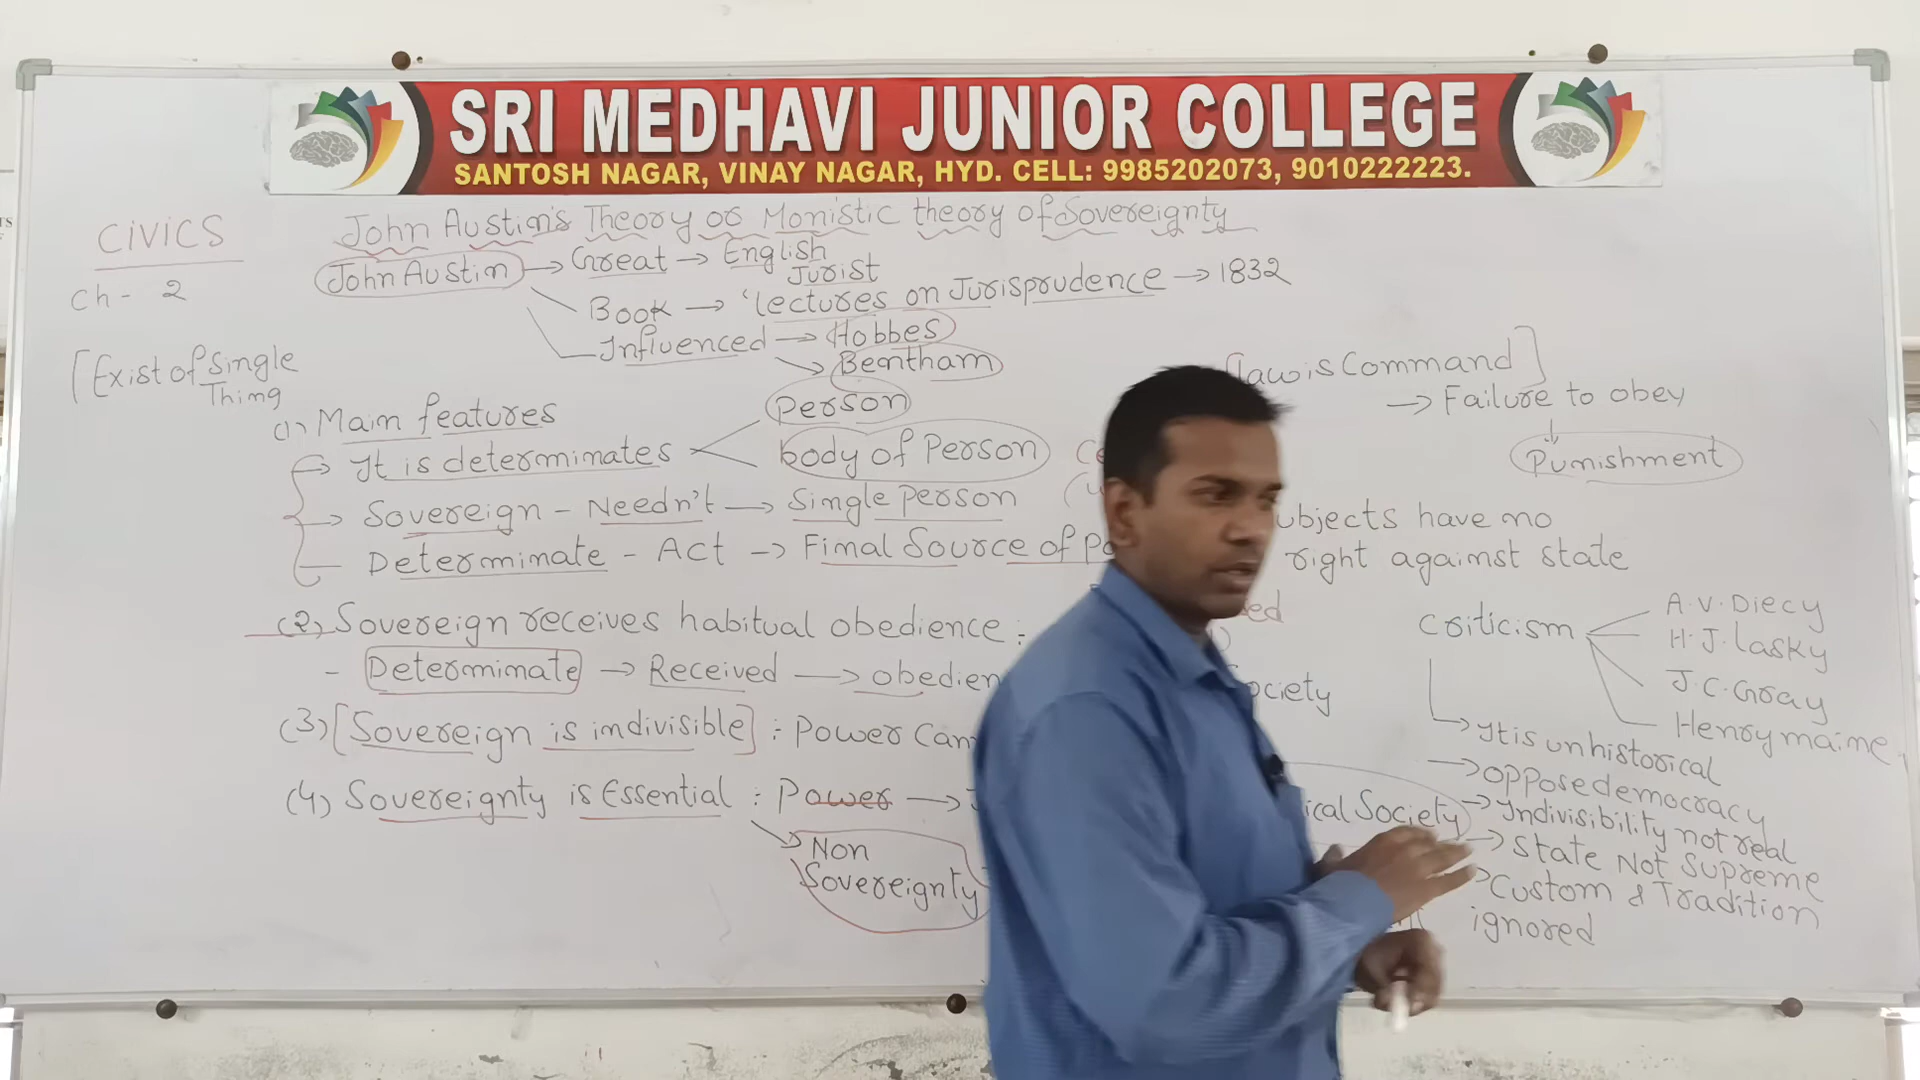 SRI MEDHAVI JUNIOR COLLEGE
SANTOSH NAGAR, VINAY NAGAR, HYD. CELL: 9985202073, 9010222223.
CIVICS
Ch - 2
[Exist of Single
Thing
John Austin's Theory or Monistic theory of Sovereignty
John Austin → Great → English
Jurist
Book → 'lectures on Jurisprudence → 1832
Influenced → Hobbes
→ Bentham
(1) Main features
→ It is determinates
Person
body of Person
→ Sovereign - Needn't → Single person
Determinate - Act → Final Source of
(2) Sovereign receives habitual obedience :
- Determinate → Received → obedien
(3) [Sovereign is indivisible] : Power Can
(4) Sovereignty is Essential : Power →
→ Non
Sovereignty
[Law is Command]
→ Failure to obey
↓
Punishment
ubjects have no
right against state
ciety
ical Society
Criticism
A.V. Diecy
H.J. lasky
J.C. Gray
Henry maine
→ It is unhistorical
→ oppose democracy
→ Indivisibility not real
→ State Not Supreme
→ Custom & Tradition
ignored